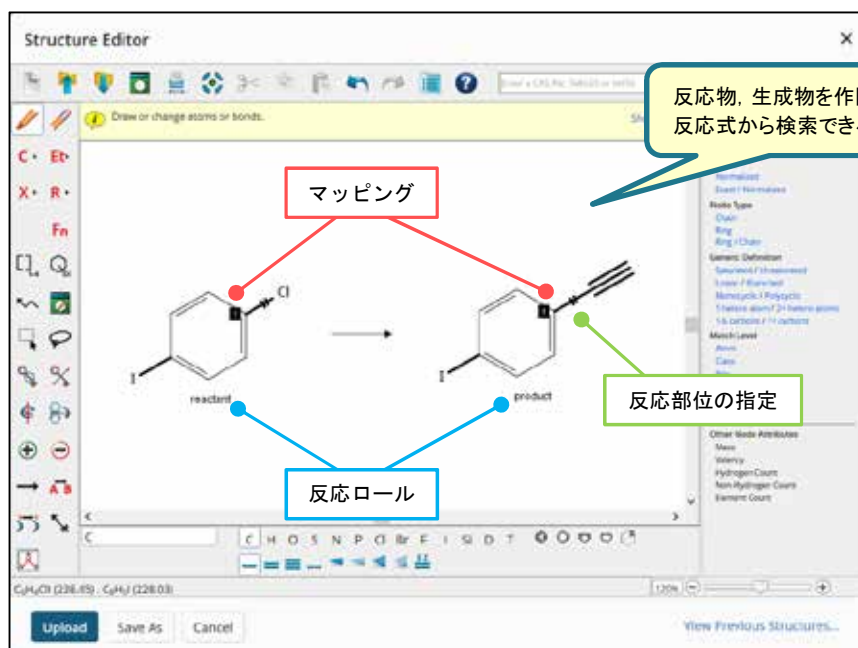 Structure Editor
×
反応物,生成物を作
反応式から検索でき
Draw or change atoms or bonds.
C
Et
X
R
Fn
マッピング
Cl
I
reactant
I
product
反応部位の指定
反応ロール
Normalized
Exact / Normalized
Node Type
Chain
Ring
Ring / Chain
Generic Definition
Saturated / Unsaturated
Linear / Branched
Monocyclic / Polycyclic
Match Level
Atom
Class
Other Node Attributes
Mass
Valency
Hydrogen Count
Non-Hydrogen Count
Element Count
A B
C
C H O S N P Cl Br F I Si D T
120%
Upload
Save As
Cancel
View Previous Structures...